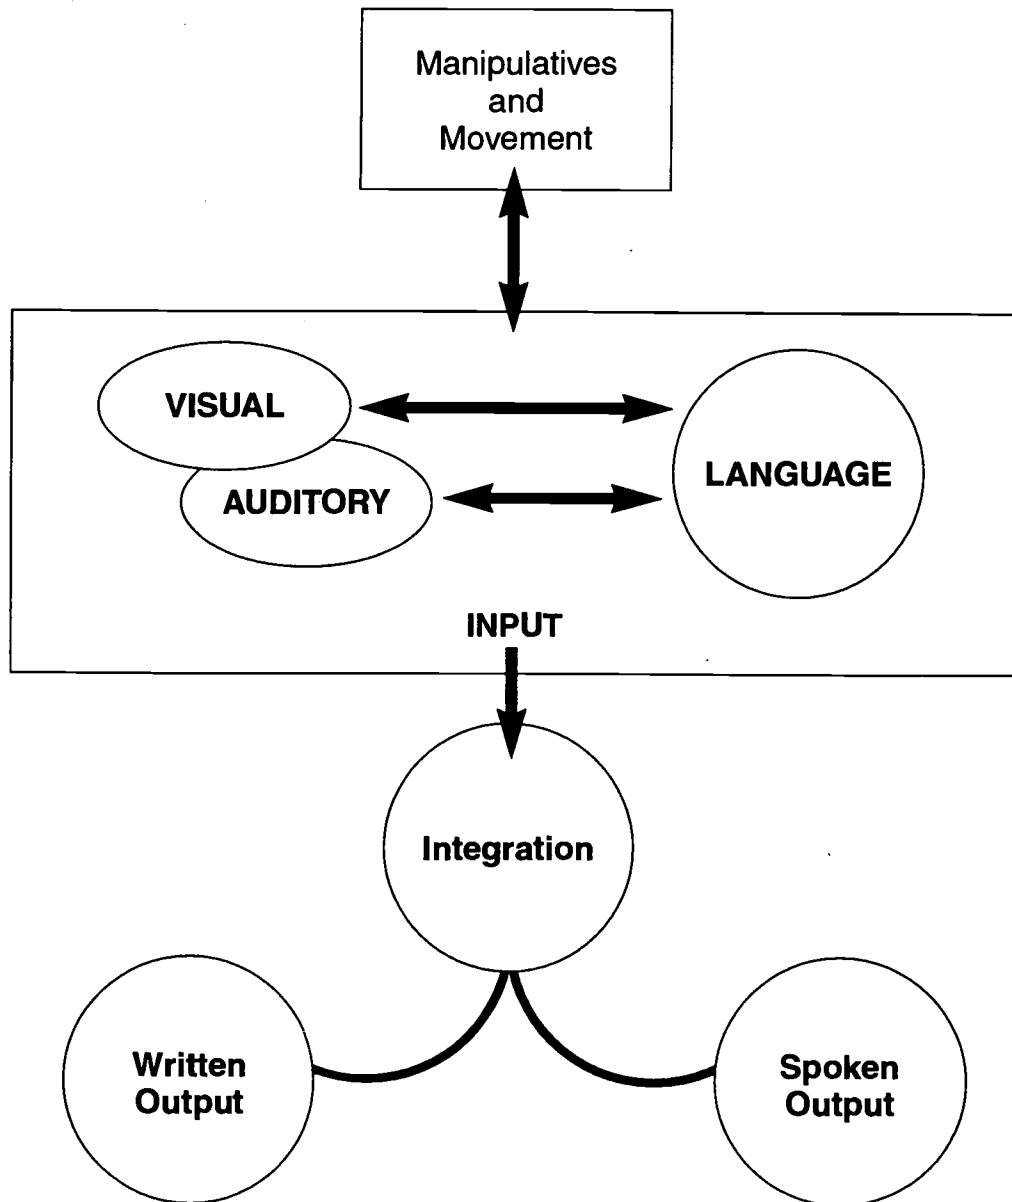 Manipulatives
and
Movement
VISUAL
AUDITORY
LANGUAGE
INPUT
Integration
Written
Output
Spoken
Output